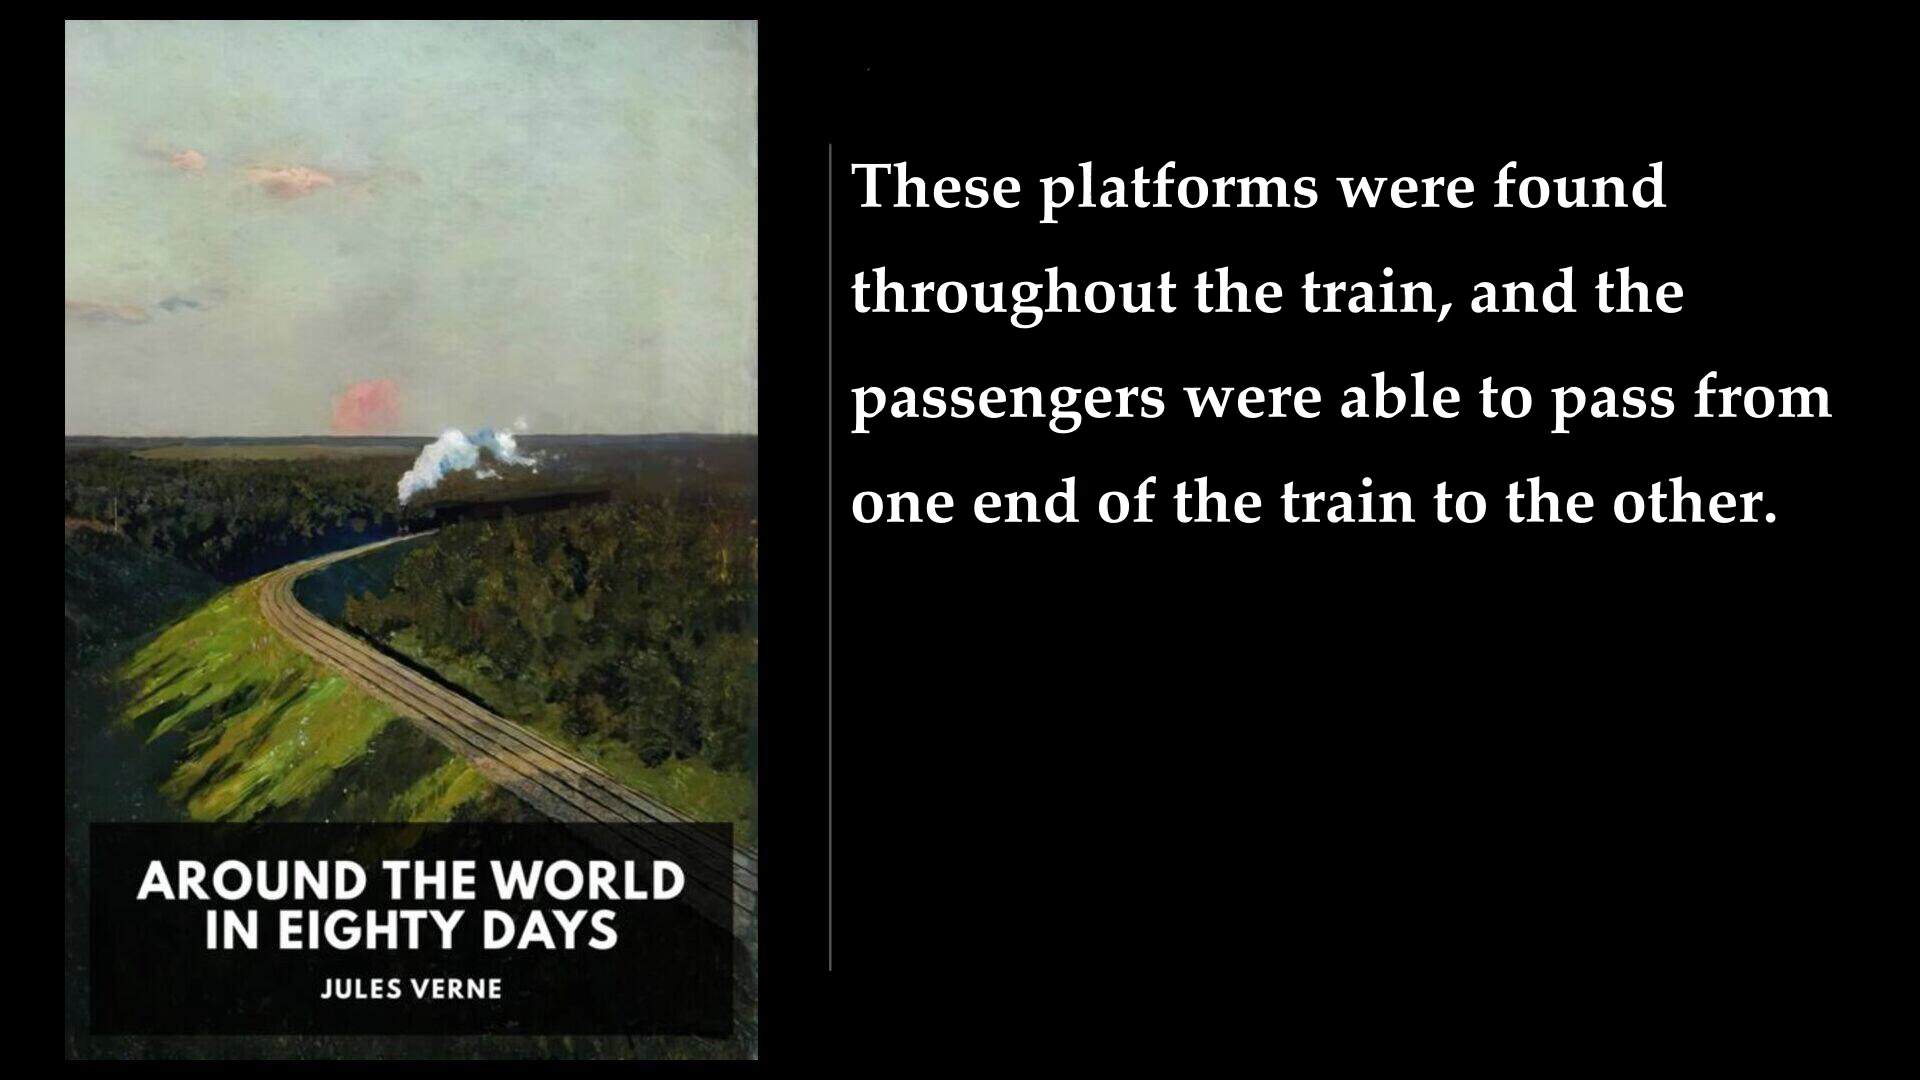 These platforms were found
throughout the train, and the
passengers were able to pass from
one end of the train to the other.
AROUND THE WORLD
IN EIGHTY DAYS
JULES VERNE